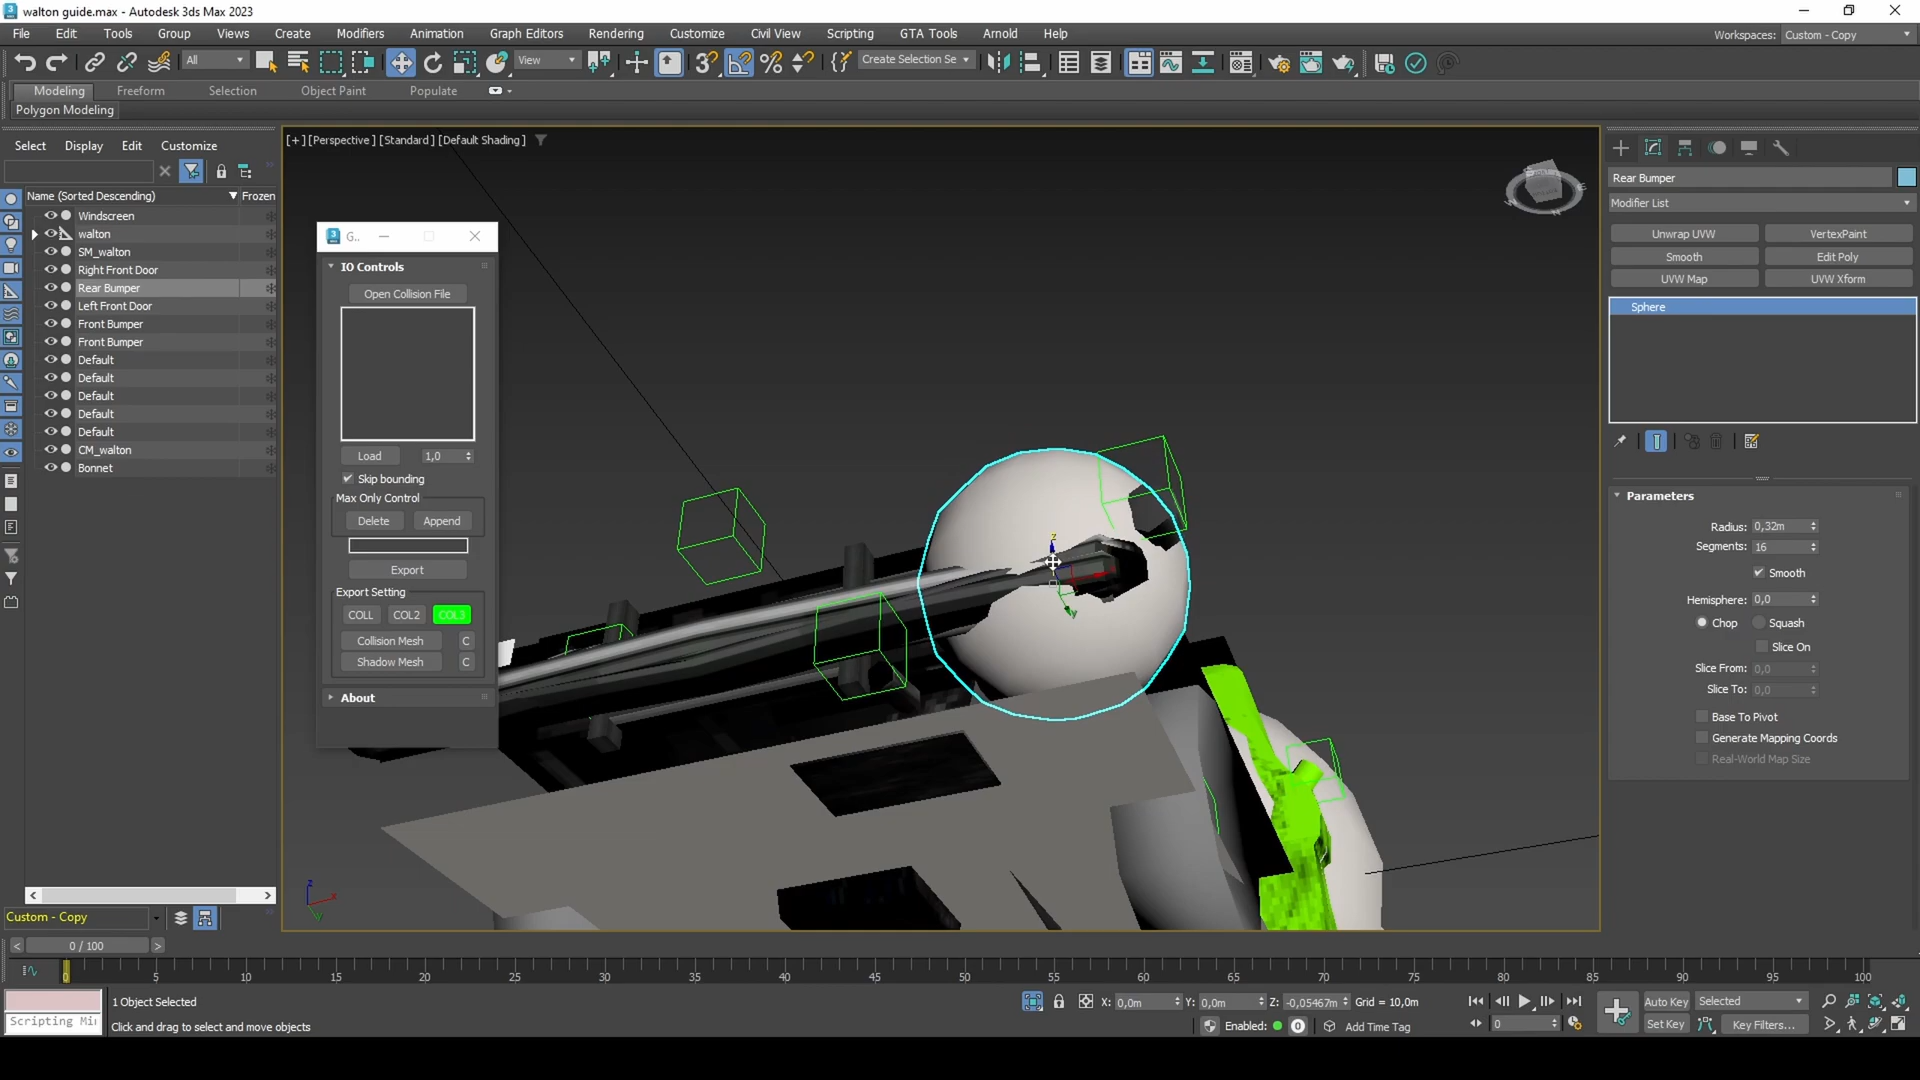 walton guide.max - Autodesk 3ds Max 2023
File Edit Tools Group Views Create Modifiers Animation Graph Editors Rendering Customize Civil View Scripting GTA Tools Arnold Help
Workspaces: Custom - Copy
All View Create Selection Se
Modeling Freeform Selection Object Paint Populate
Polygon Modeling
Select Display Edit Customize
Name (Sorted Descending) Frozen
Windscreen
walton
SM_walton
Right Front Door
Rear Bumper
Left Front Door
Front Bumper
Front Bumper
Default
Default
Default
Default
Default
CM_walton
Bonnet
Custom - Copy
[+] [Perspective] [Standard] [Default Shading]
G..
IO Controls
Open Collision File
Load 1,0
Skip bounding
Max Only Control
Delete Append
Export
Export Setting
COLL COL2 COL3
Collision Mesh C
Shadow Mesh C
About
Rear Bumper
Modifier List
Unwrap UVW VertexPaint
Smooth Edit Poly
UVW Map UVW Xform
Sphere
Parameters
Radius: 0,32m
Segments: 16
Smooth
Hemisphere: 0,0
Chop Squash
Slice On
Slice From: 0,0
Slice To: 0,0
Base To Pivot
Generate Mapping Coords
Real-World Map Size
0 / 100
0 5 10 15 20 25 30 35 40 45 50 55 60 65 70 75 80 85 90 95 100
1 Object Selected
X: 0,0m Y: 0,0m Z: -0,05467m Grid = 10,0m
Auto Key Selected
Scripting Mi
Click and drag to select and move objects
Enabled: 0 Add Time Tag
0
Set Key Key Filters...